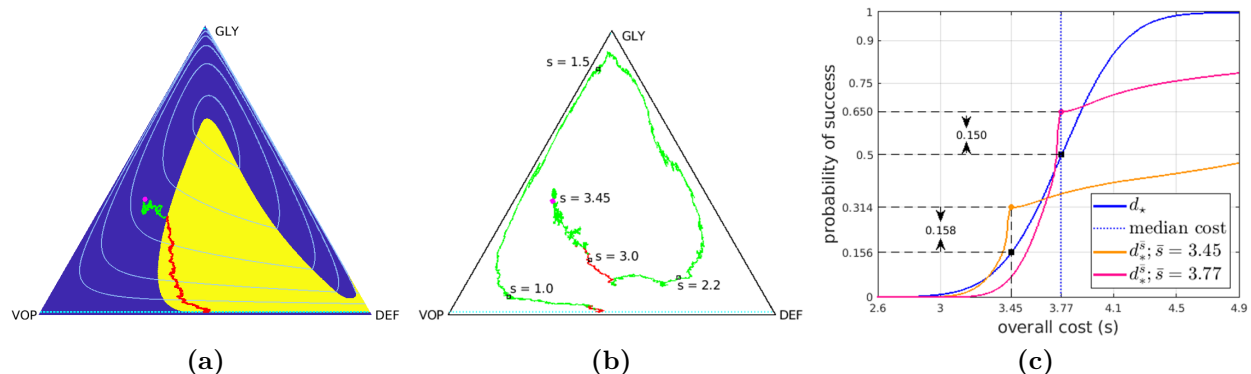 GLY
VOP
DEF
(a)
GLY
s = 1.5
s = 3.45
s = 3.0
s = 2.2
s = 1.0
VOP
DEF
(b)
probability of success
1
0.9
0.75
0.650
0.5
0.314
0.156
0
0.150
0.158
d⋆
median cost
d⋆^s̄; s̄ = 3.45
d⋆^s̄; s̄ = 3.77
2.6 3 3.45 3.77 4.1 4.5 4.9
overall cost (s)
(c)